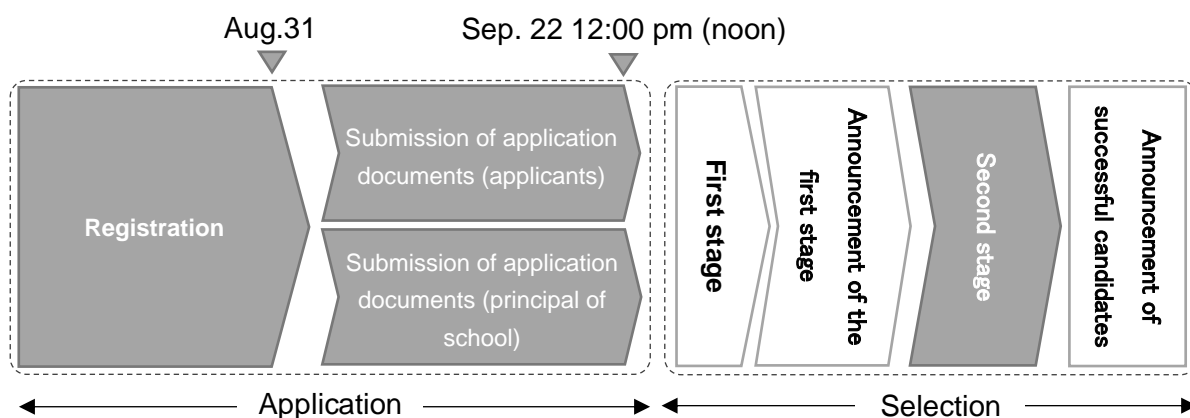 Aug.31
Sep. 22 12:00 pm (noon)
Registration
Submission of application
documents (applicants)
Submission of application
documents (principal of
school)
First stage
Announcement of the
first stage
Second stage
Announcement of
successful candidates
Application
Selection